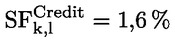 SF^{Credit}_{k,l} = 1,6 %